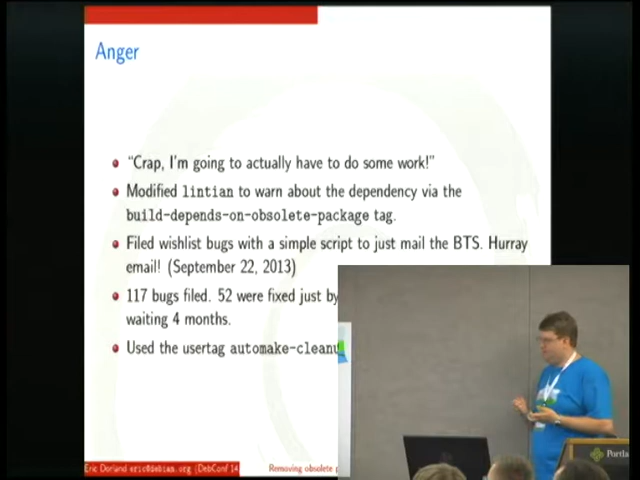 Anger
“Crap, I'm going to actually have to do some work!”
Modified lintian to warn about the dependency via the
build-depends-on-obsolete-package tag.
Filed wishlist bugs with a simple script to just mail the BTS. Hurray
email! (September 22, 2013)
117 bugs filed. 52 were fixed just by
waiting 4 months.
Used the usertag automake-cleanu
Eric Dorland eric@debian.org (DebConf 14
Removing obsolete p
Portla